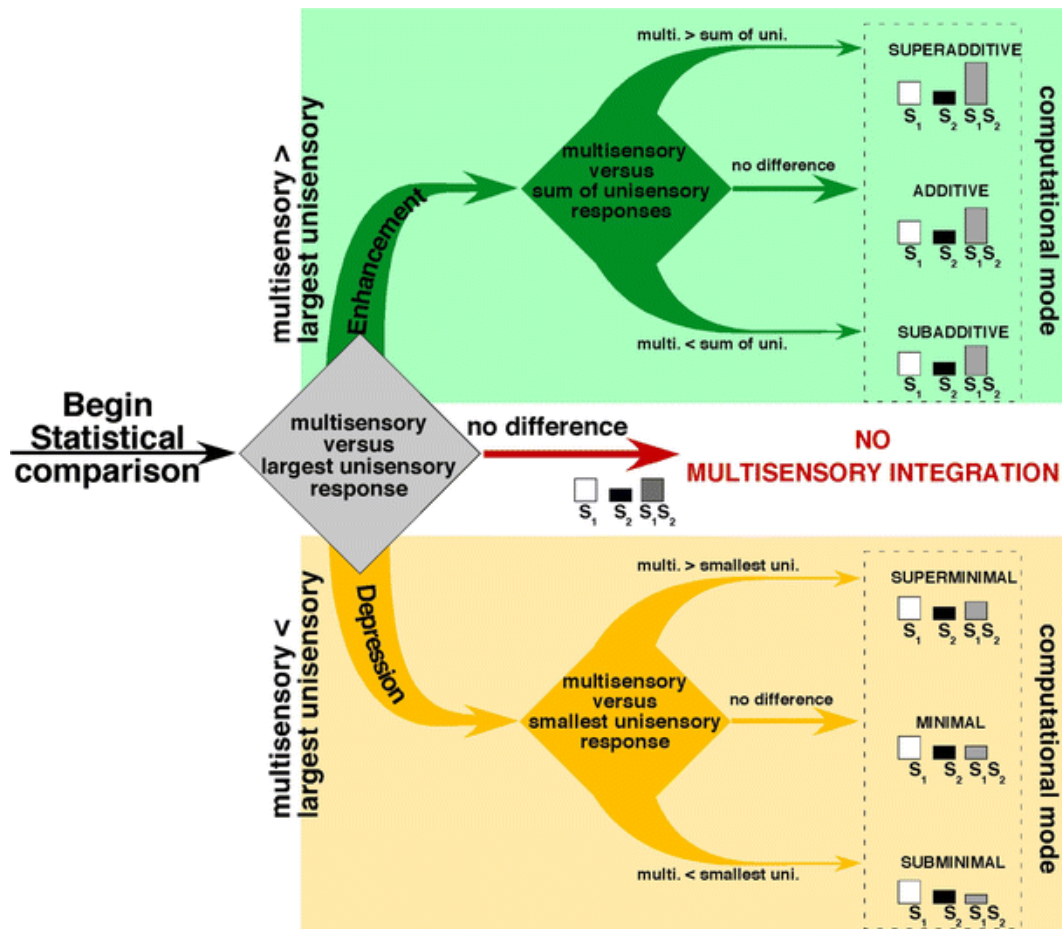 multi. > sum of uni.
SUPERADDITIVE
S1 S2 S1S2
multisensory >
largest unisensory
Enhancement
multisensory
versus
sum of unisensory
responses
no difference
ADDITIVE
S1 S2 S1S2
computational mode
multi. < sum of uni.
SUBADDITIVE
S1 S2 S1S2
Begin
Statistical
comparison
multisensory
versus
largest unisensory
response
no difference
S1 S2 S1S2
NO
MULTISENSORY INTEGRATION
multi. > smallest uni.
SUPERMINIMAL
S1 S2 S1S2
multisensory <
largest unisensory
Depression
multisensory
versus
smallest unisensory
response
no difference
MINIMAL
S1 S2 S1S2
computational mode
multi. < smallest uni.
SUBMINIMAL
S1 S2 S1S2